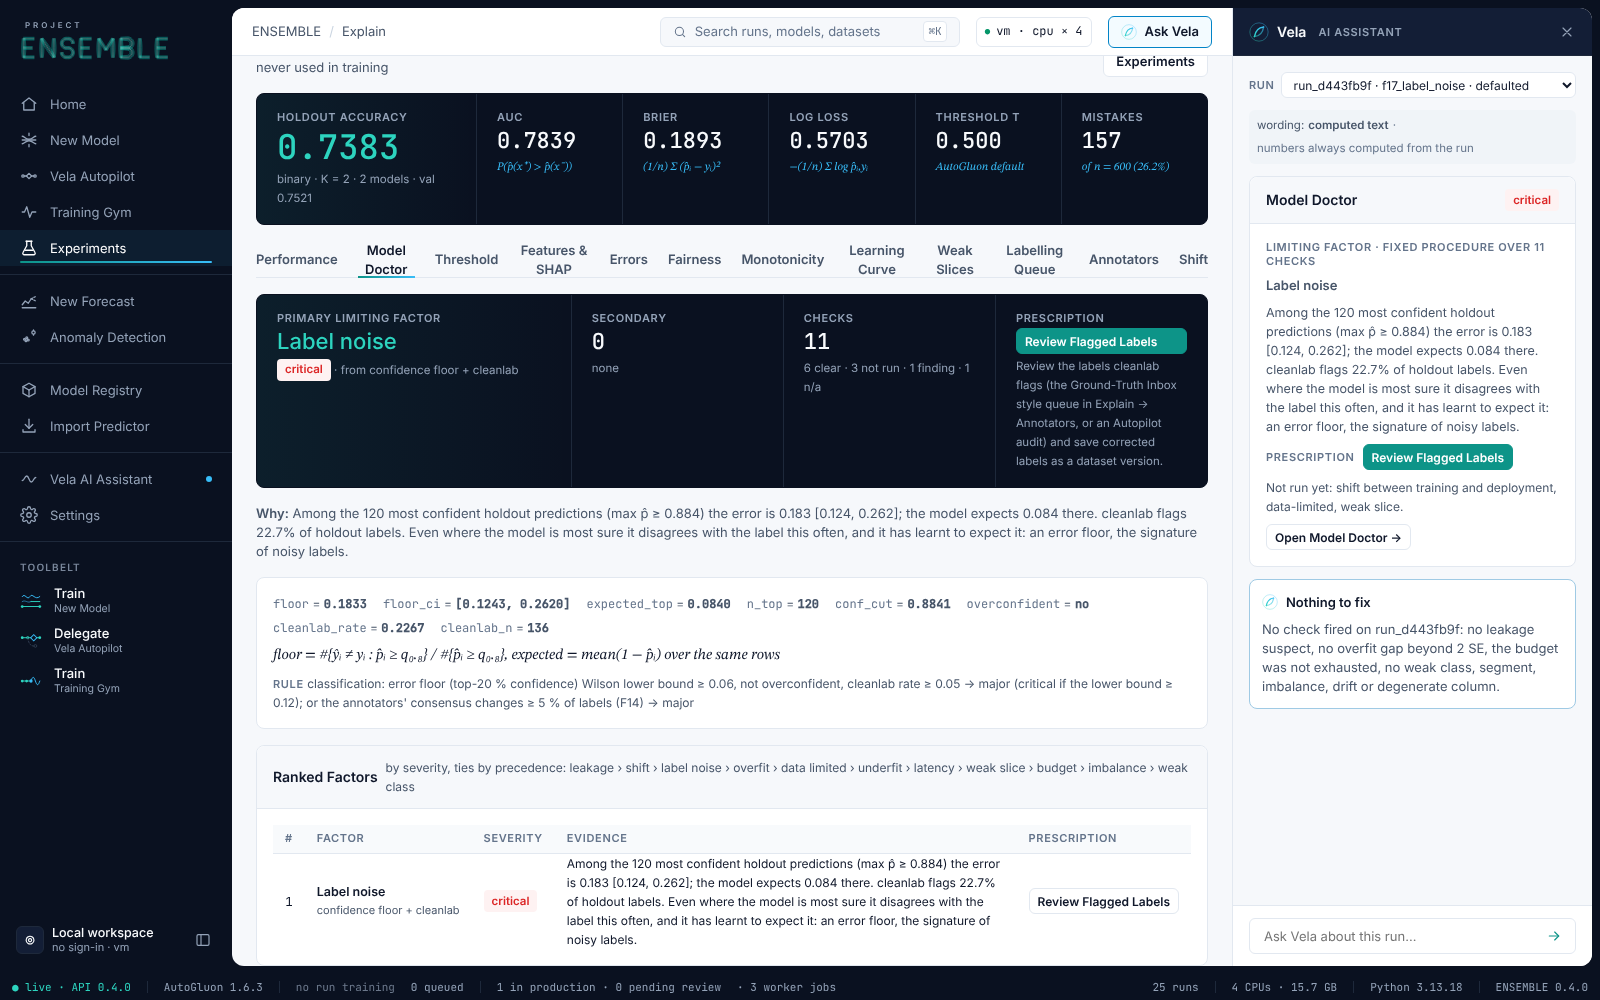 PROJECT
ENSEMBLE
Home
New Model
Vela Autopilot
Training Gym
Experiments
New Forecast
Anomaly Detection
Model Registry
Import Predictor
Vela AI Assistant
Settings
TOOLBELT
Train
New Model
Delegate
Vela Autopilot
Train
Training Gym
Local workspace
no sign-in · vm
ENSEMBLE / Explain
Search runs, models, datasets
⌘K
vm · cpu × 4
Ask Vela
never used in training
Experiments
HOLDOUT ACCURACY
0.7383
binary · K = 2 · 2 models · val
0.7521
AUC
0.7839
P(p̂(x⁺) > p̂(x⁻))
BRIER
0.1893
(1/n) Σ (p̂ᵢ − yᵢ)²
LOG LOSS
0.5703
−(1/n) Σ log p̂ᵢ,yᵢ
THRESHOLD T
0.500
AutoGluon default
MISTAKES
157
of n = 600 (26.2%)
Performance
Model
Doctor
Threshold
Features &
SHAP
Errors
Fairness
Monotonicity
Learning
Curve
Weak
Slices
Labelling
Queue
Annotators
Shift
PRIMARY LIMITING FACTOR
Label noise
critical · from confidence floor + cleanlab
SECONDARY
0
none
CHECKS
11
6 clear · 3 not run · 1 finding · 1
n/a
PRESCRIPTION
Review Flagged Labels
Review the labels cleanlab
flags (the Ground-Truth Inbox
style queue in Explain →
Annotators, or an Autopilot
audit) and save corrected
labels as a dataset version.
Why: Among the 120 most confident holdout predictions (max p̂ ≥ 0.884) the error is 0.183 [0.124, 0.262]; the model expects 0.084 there. cleanlab flags
22.7% of holdout labels. Even where the model is most sure it disagrees with the label this often, and it has learnt to expect it: an error floor, the signature
of noisy labels.
floor = 0.1833 floor_ci = [0.1243, 0.2620] expected_top = 0.0840 n_top = 120 conf_cut = 0.8841 overconfident = no
cleanlab_rate = 0.2267 cleanlab_n = 136
floor = #{ŷᵢ ≠ yᵢ : p̂ᵢ ≥ q₀.₈} / #{p̂ᵢ ≥ q₀.₈}, expected = mean(1 − p̂ᵢ) over the same rows
RULE classification: error floor (top-20 % confidence) Wilson lower bound ≥ 0.06, not overconfident, cleanlab rate ≥ 0.05 → major (critical if the lower bound ≥
0.12); or the annotators' consensus changes ≥ 5 % of labels (F14) → major
Ranked Factors
by severity, ties by precedence: leakage › shift › label noise › overfit › data limited › underfit › latency › weak slice › budget › imbalance › weak
class
# FACTOR SEVERITY EVIDENCE PRESCRIPTION
1
Label noise
confidence floor + cleanlab
critical
Among the 120 most confident holdout predictions (max p̂ ≥ 0.884) the error
is 0.183 [0.124, 0.262]; the model expects 0.084 there. cleanlab flags 22.7%
of holdout labels. Even where the model is most sure it disagrees with the
label this often, and it has learnt to expect it: an error floor, the signature of
noisy labels.
Review Flagged Labels
Vela AI ASSISTANT
RUN run_d443fb9f · f17_label_noise · defaulted
wording: computed text ·
numbers always computed from the run
Model Doctor
critical
LIMITING FACTOR · FIXED PROCEDURE OVER 11
CHECKS
Label noise
Among the 120 most confident holdout
predictions (max p̂ ≥ 0.884) the error is 0.183
[0.124, 0.262]; the model expects 0.084 there.
cleanlab flags 22.7% of holdout labels. Even
where the model is most sure it disagrees with
the label this often, and it has learnt to expect it:
an error floor, the signature of noisy labels.
PRESCRIPTION Review Flagged Labels
Not run yet: shift between training and deployment,
data-limited, weak slice.
Open Model Doctor →
Nothing to fix
No check fired on run_d443fb9f: no leakage
suspect, no overfit gap beyond 2 SE, the budget
was not exhausted, no weak class, segment,
imbalance, drift or degenerate column.
Ask Vela about this run...
live · API 0.4.0
AutoGluon 1.6.3
no run training 0 queued
1 in production · 0 pending review · 3 worker jobs
25 runs
4 CPUs · 15.7 GB
Python 3.13.18
ENSEMBLE 0.4.0